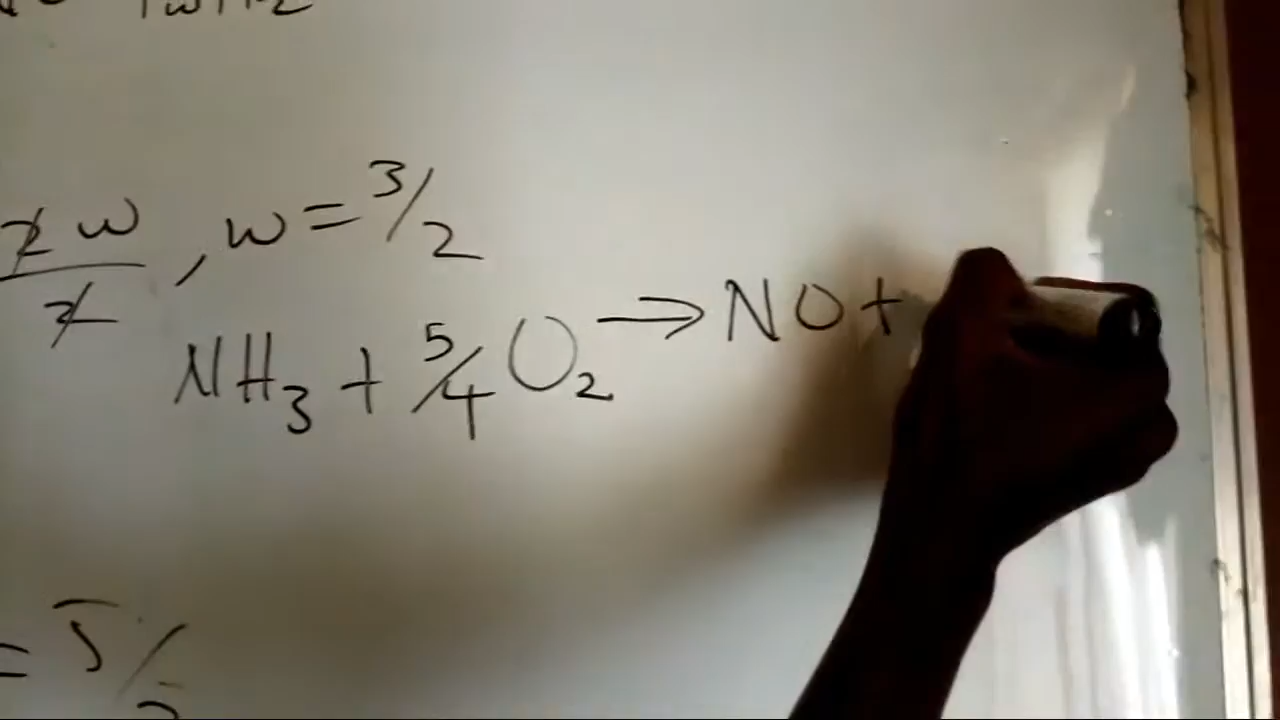 2w/2, w = 3/2
NH3 + 5/4 O2 → NO +
= 5/